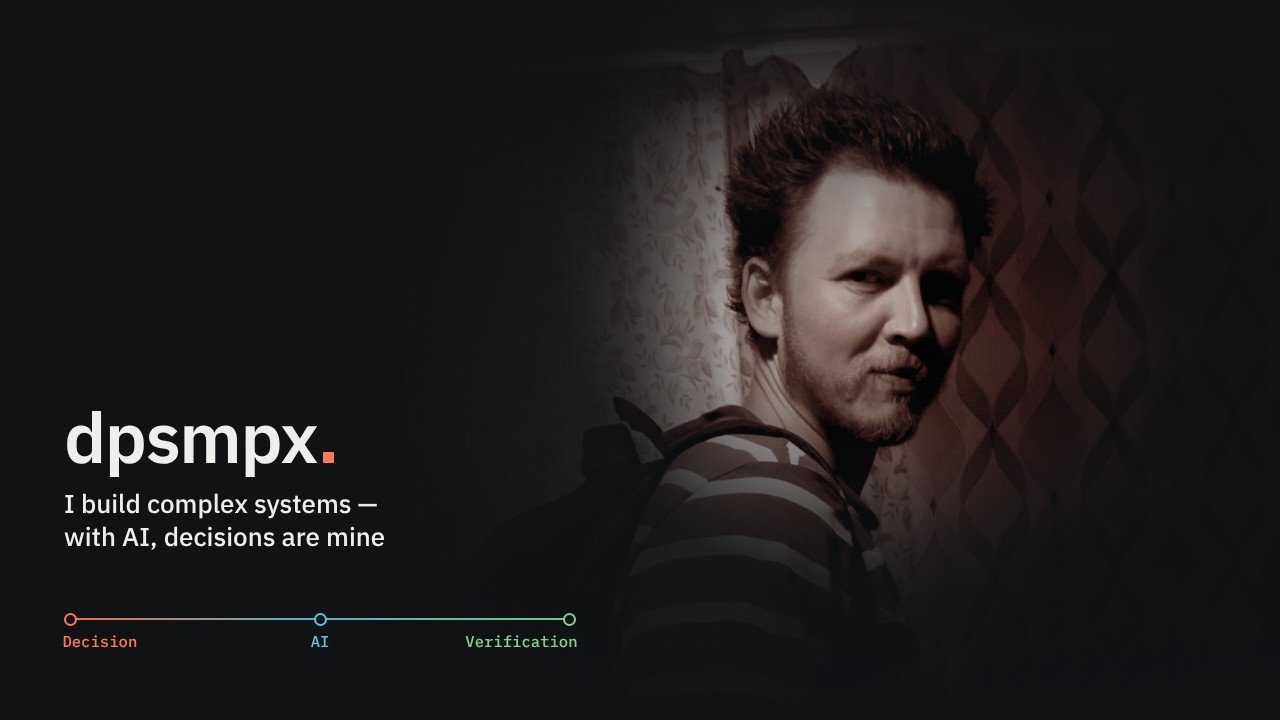 dpsmpx.
I build complex systems —
with AI, decisions are mine
Decision AI Verification